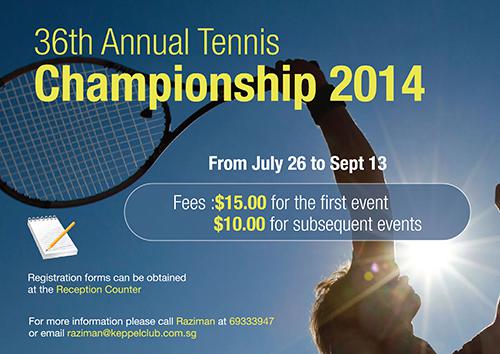 36th Annual Tennis
Championship 2014
From July 26 to Sept 13
Fees :$15.00 for the first event
$10.00 for subsequent events
Registration forms can be obtained
at the Reception Counter
For more information please call Raziman at 69333947
or email raziman@keppelclub.com.sg